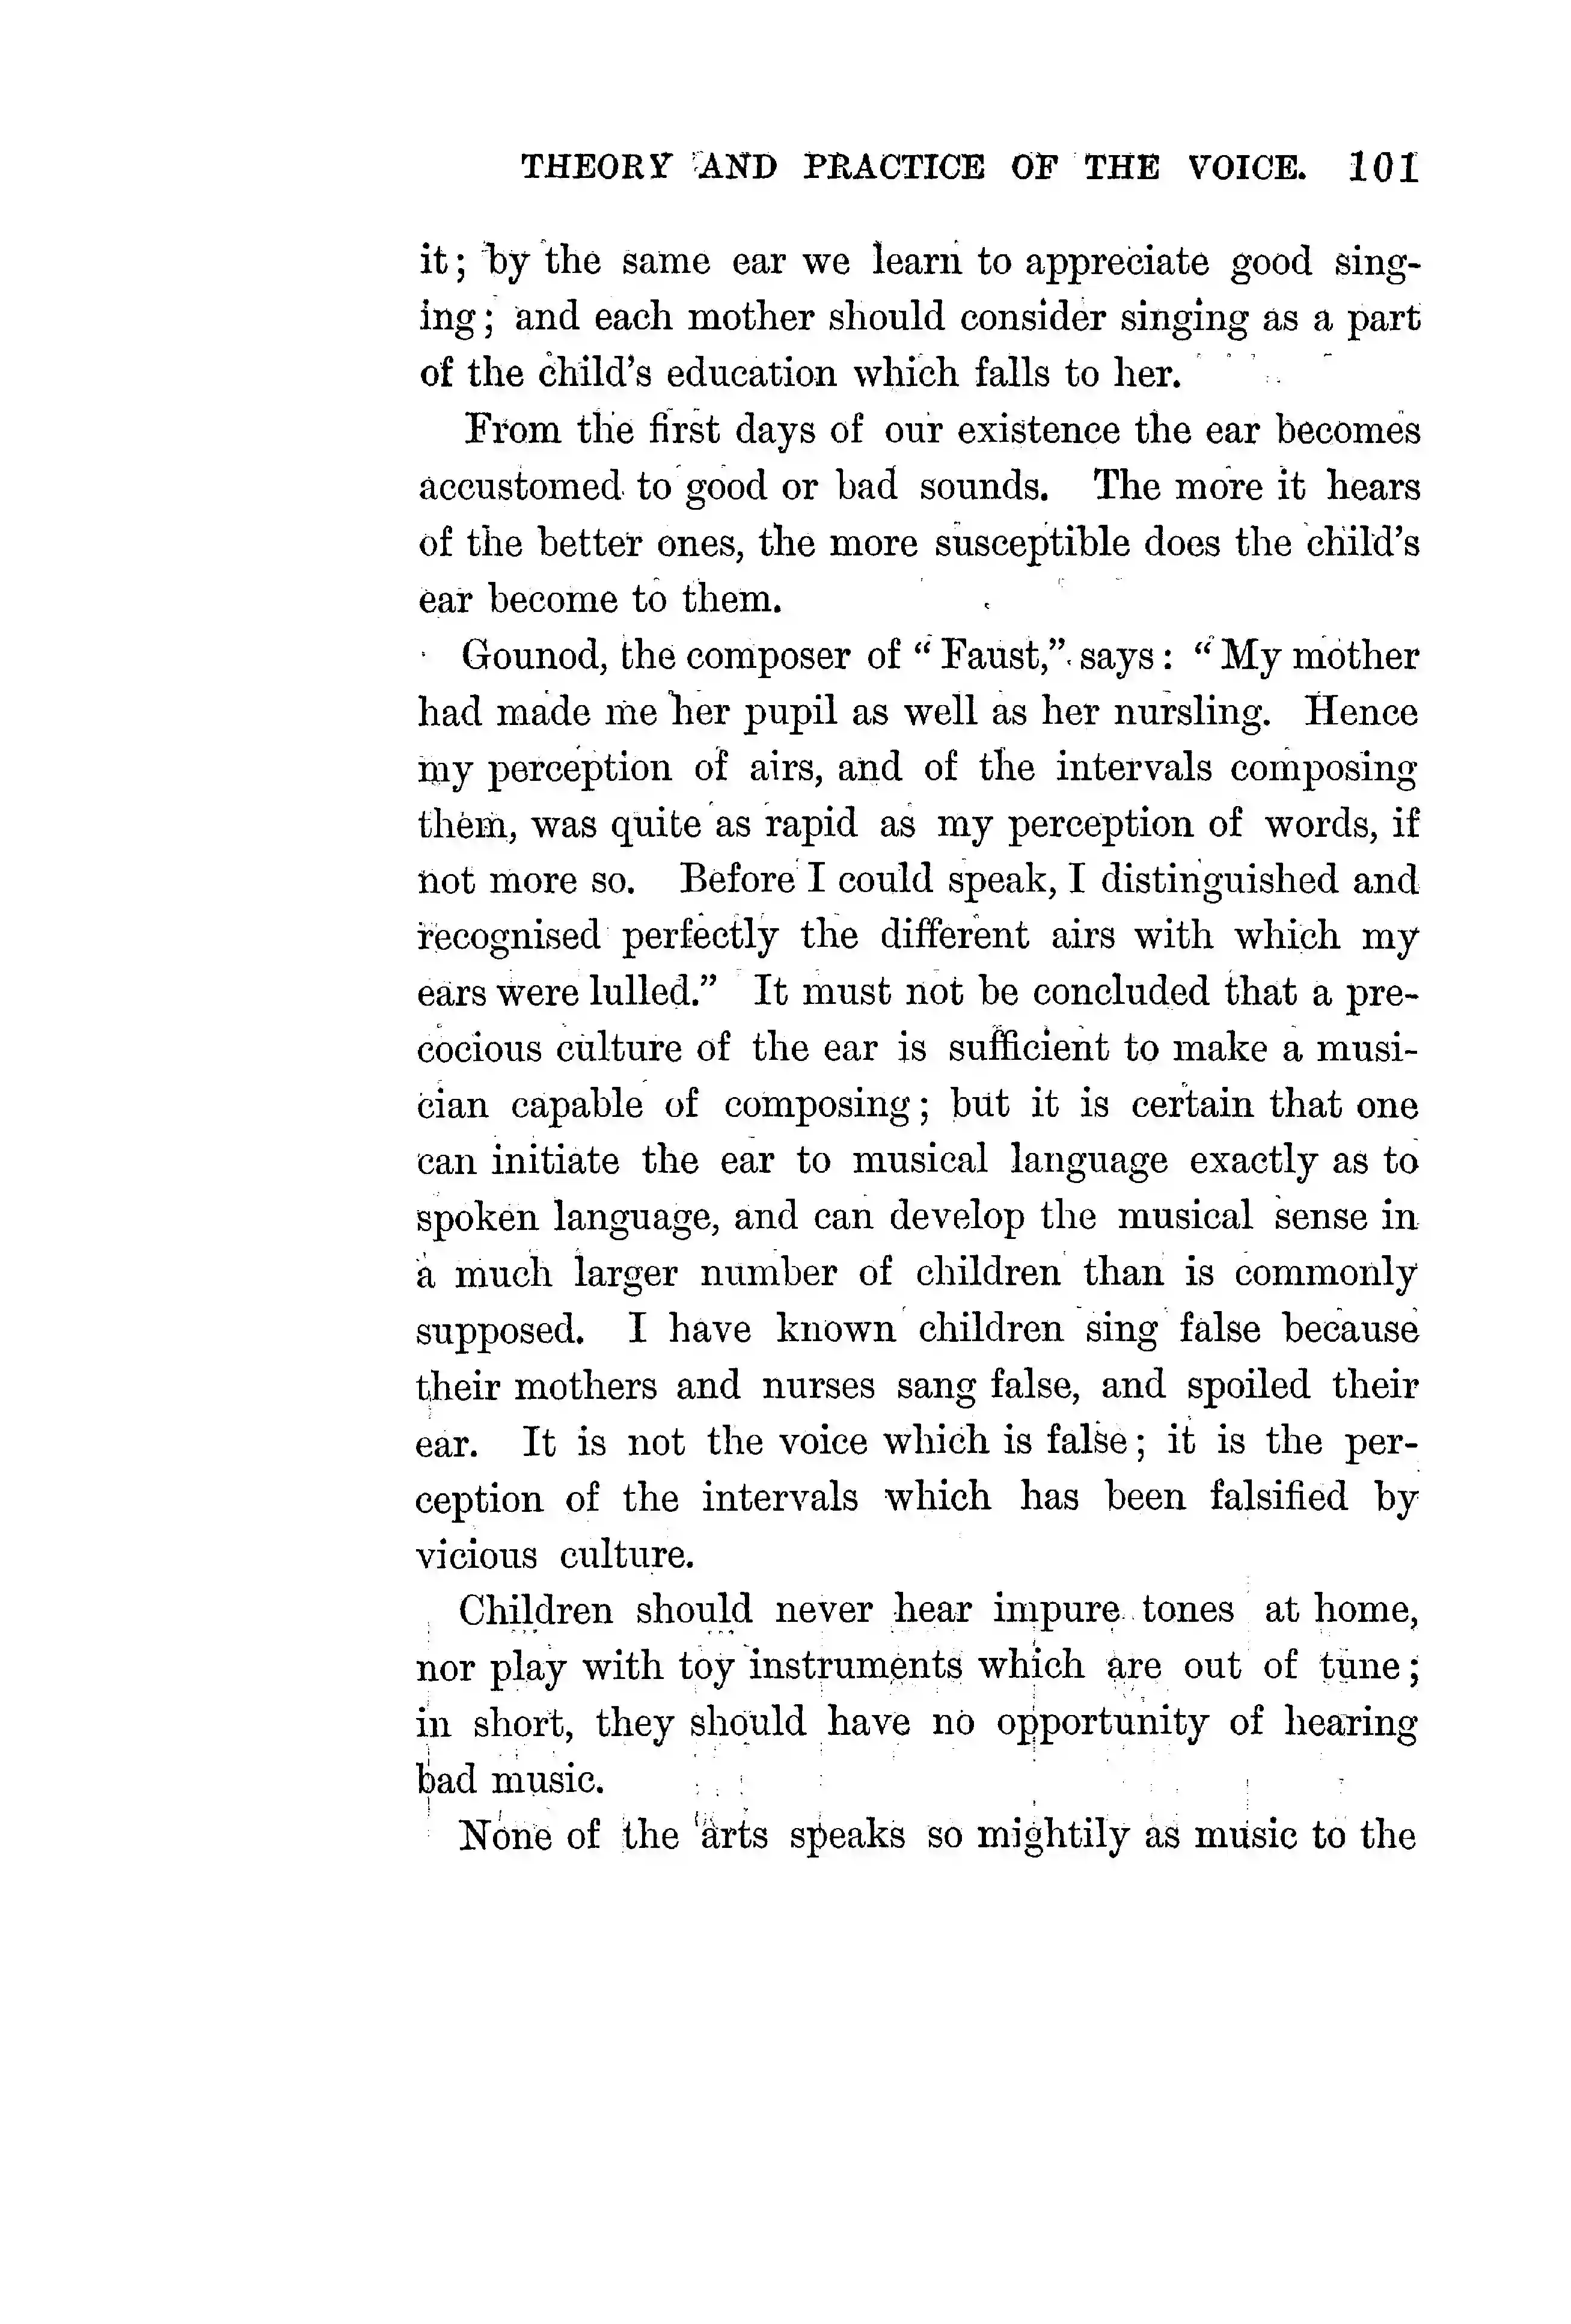 THEORY AND PRACTICE OF THE VOICE. 101
it; by the same ear we learn to appreciate good sing-
ing; and each mother should consider singing as a part
of the child's education which falls to her.
From the first days of our existence the ear becomes
accustomed to good or bad sounds. The more it hears
of the better ones, the more susceptible does the child's
ear become to them.
Gounod, the composer of "Faust," says: "My mother
had made me her pupil as well as her nursling. Hence
my perception of airs, and of the intervals composing
them, was quite as rapid as my perception of words, if
not more so. Before I could speak, I distinguished and
recognised perfectly the different airs with which my
ears were lulled." It must not be concluded that a pre-
cocious culture of the ear is sufficient to make a musi-
cian capable of composing; but it is certain that one
can initiate the ear to musical language exactly as to
spoken language, and can develop the musical sense in
a much larger number of children than is commonly
supposed. I have known children sing false because
their mothers and nurses sang false, and spoiled their
ear. It is not the voice which is false; it is the per-
ception of the intervals which has been falsified by
vicious culture.
Children should never hear impure tones at home,
nor play with toy instruments which are out of tune;
in short, they should have no opportunity of hearing
bad music.
None of the arts speaks so mightily as music to the